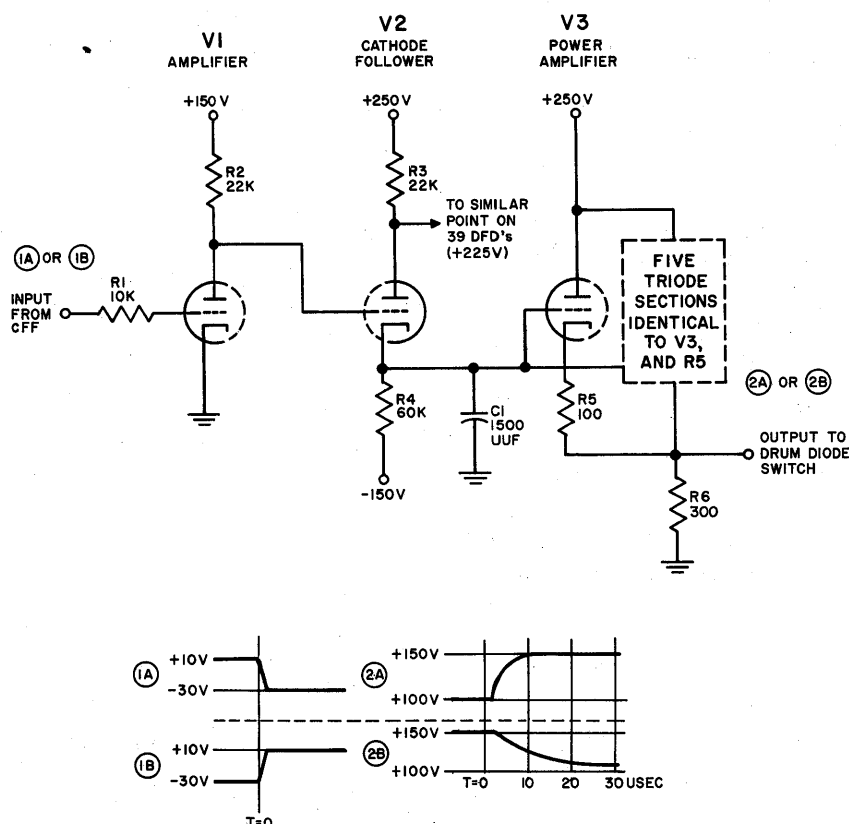 V1
AMPLIFIER
V2
CATHODE
FOLLOWER
V3
POWER
AMPLIFIER
+150V
+250V
+250V
R2
22K
R3
22K
TO SIMILAR
POINT ON
39 DFD's
(+225V)
1A OR 1B
INPUT
FROM
CFF
R1
10K
FIVE
TRIODE
SECTIONS
IDENTICAL
TO V3,
AND R5
R4
60K
C1
1500
UUF
R5
100
2A OR 2B
OUTPUT TO
DRUM DIODE
SWITCH
-150V
R6
300
1A
+10V
-30V
2A
+150V
+100V
1B
+10V
-30V
2B
+150V
+100V
T=0
T=0 10 20 30 USEC